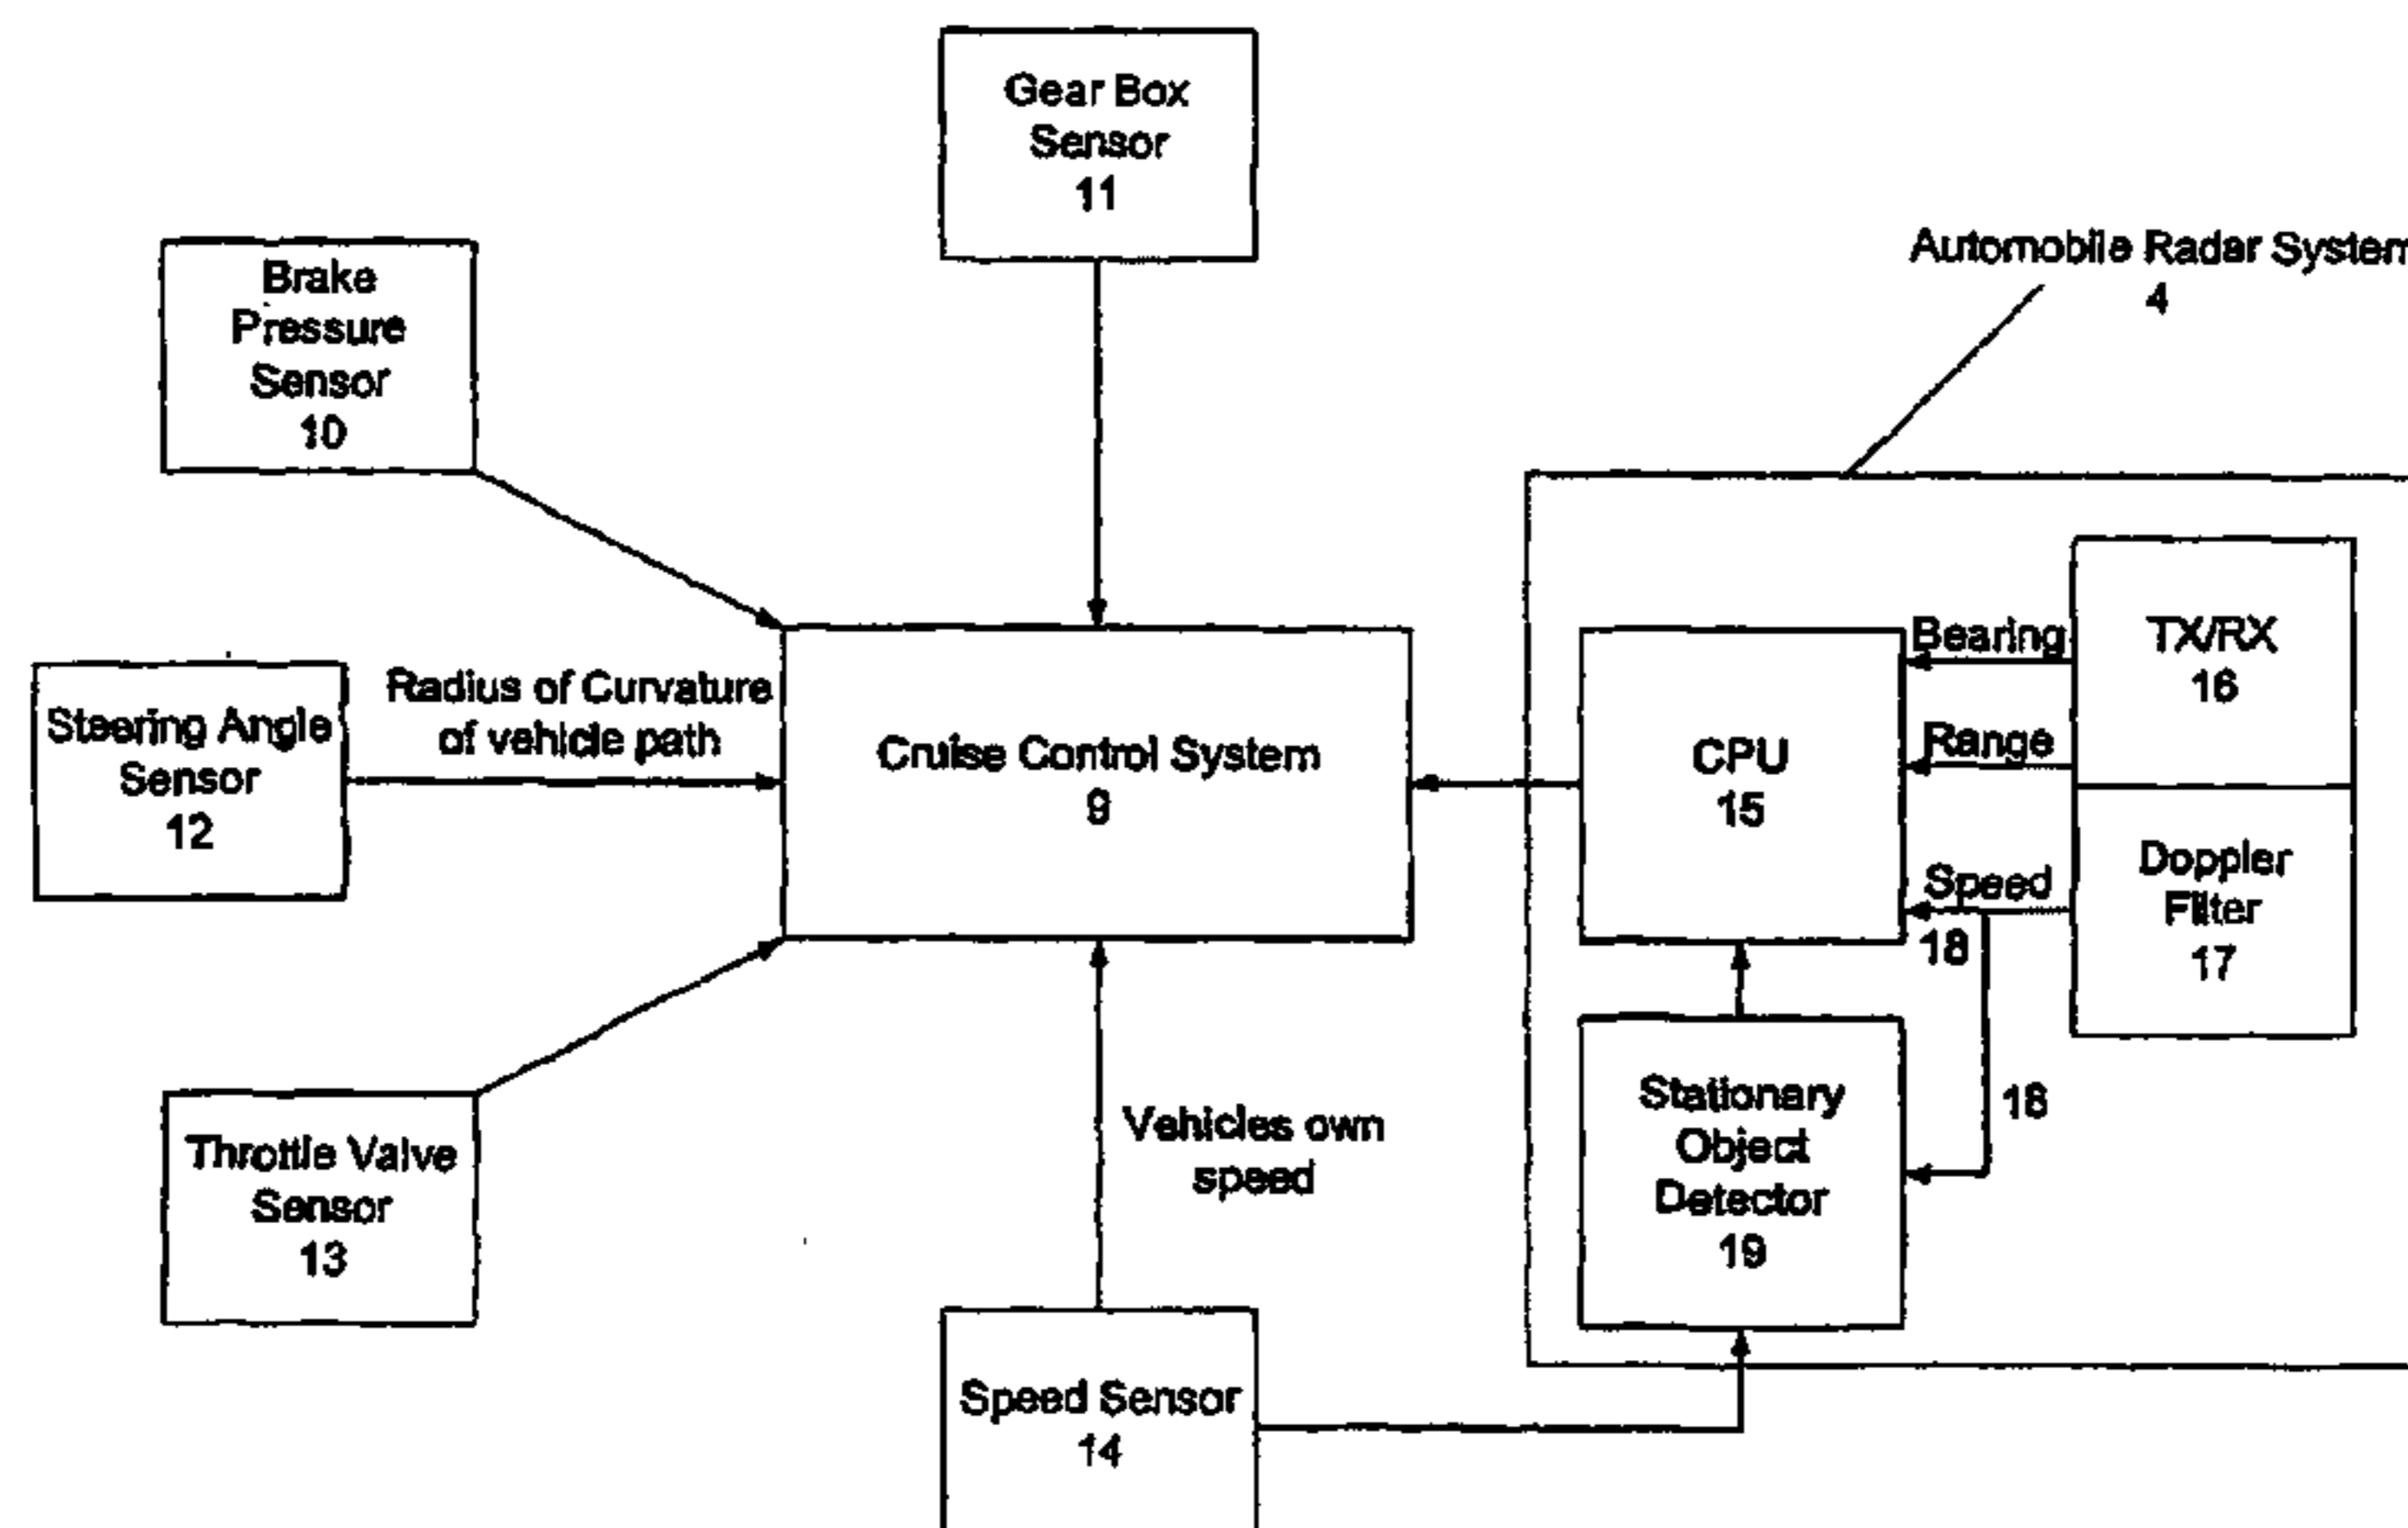 Gear Box
Sensor
11
Brake
Pressure
Sensor
10
Automobile Radar System
4
Steering Angle
Sensor
12
Radius of Curvature
of vehicle path
Cruise Control System
9
CPU
15
Bearing
Range
Speed
18
TX/RX
16
Doppler
Filter
17
Throttle Valve
Sensor
13
Vehicles own
speed
Stationary
Object
Detector
19
18
Speed Sensor
14